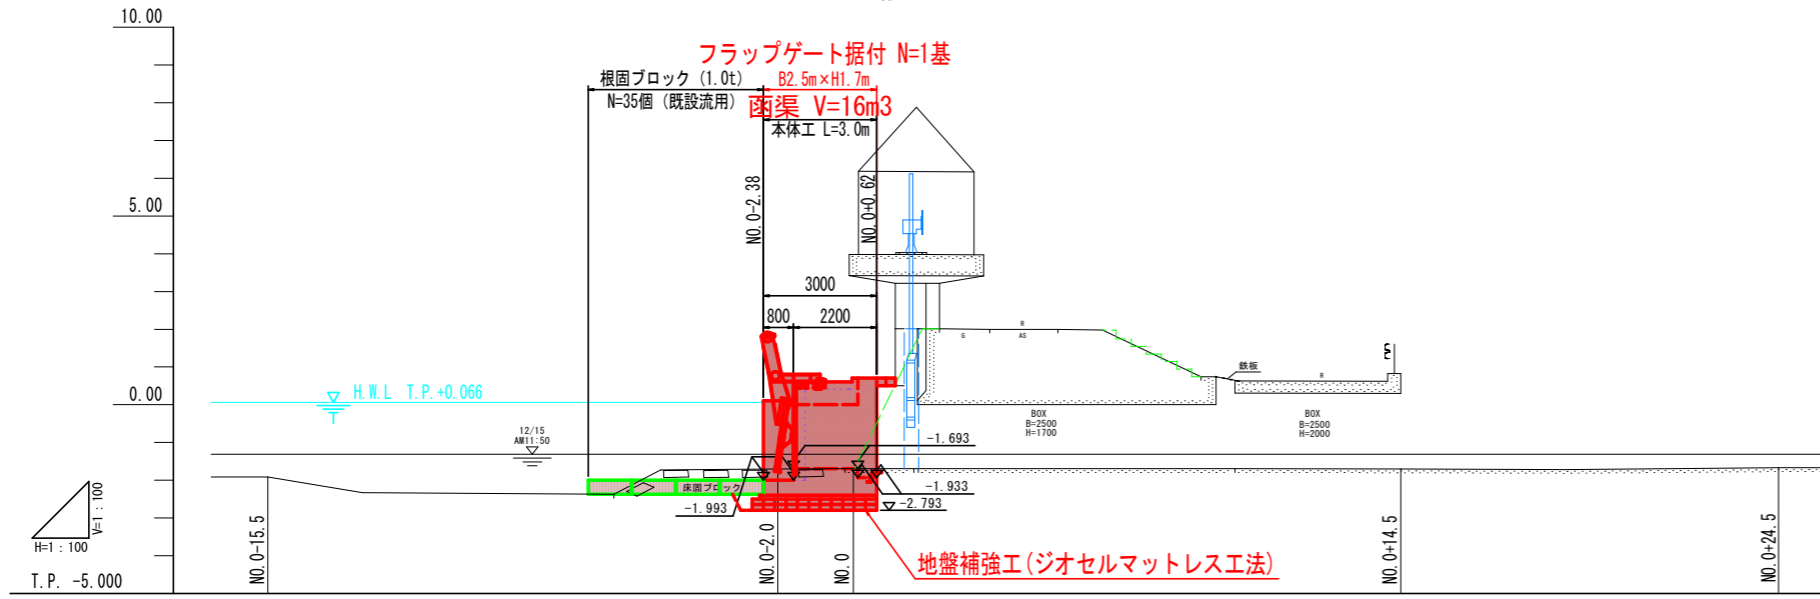 10.00
フラップゲート据付 N=1基
根固ブロック (1.0t)
B2.5m×H1.7m
N=35個 (既設流用)
函渠 V=16m3
本体工 L=3.0m
NO.0-2.38
NO.0+0.62
5.00
3000
800
2200
R
G
AS
鉄板
R
0.00
H.W.L T.P.+0.066
BOX
B=2500
H=1700
BOX
B=2500
H=2000
12/15
AM11:50
-1.693
床固ブロック
-1.933
-1.993
-2.793
V=1:100
H=1:100
NO.0-15.5
NO.0-2.0
NO.0
NO.0+14.5
NO.0+24.5
地盤補強工(ジオセルマットレス工法)
T.P. -5.000